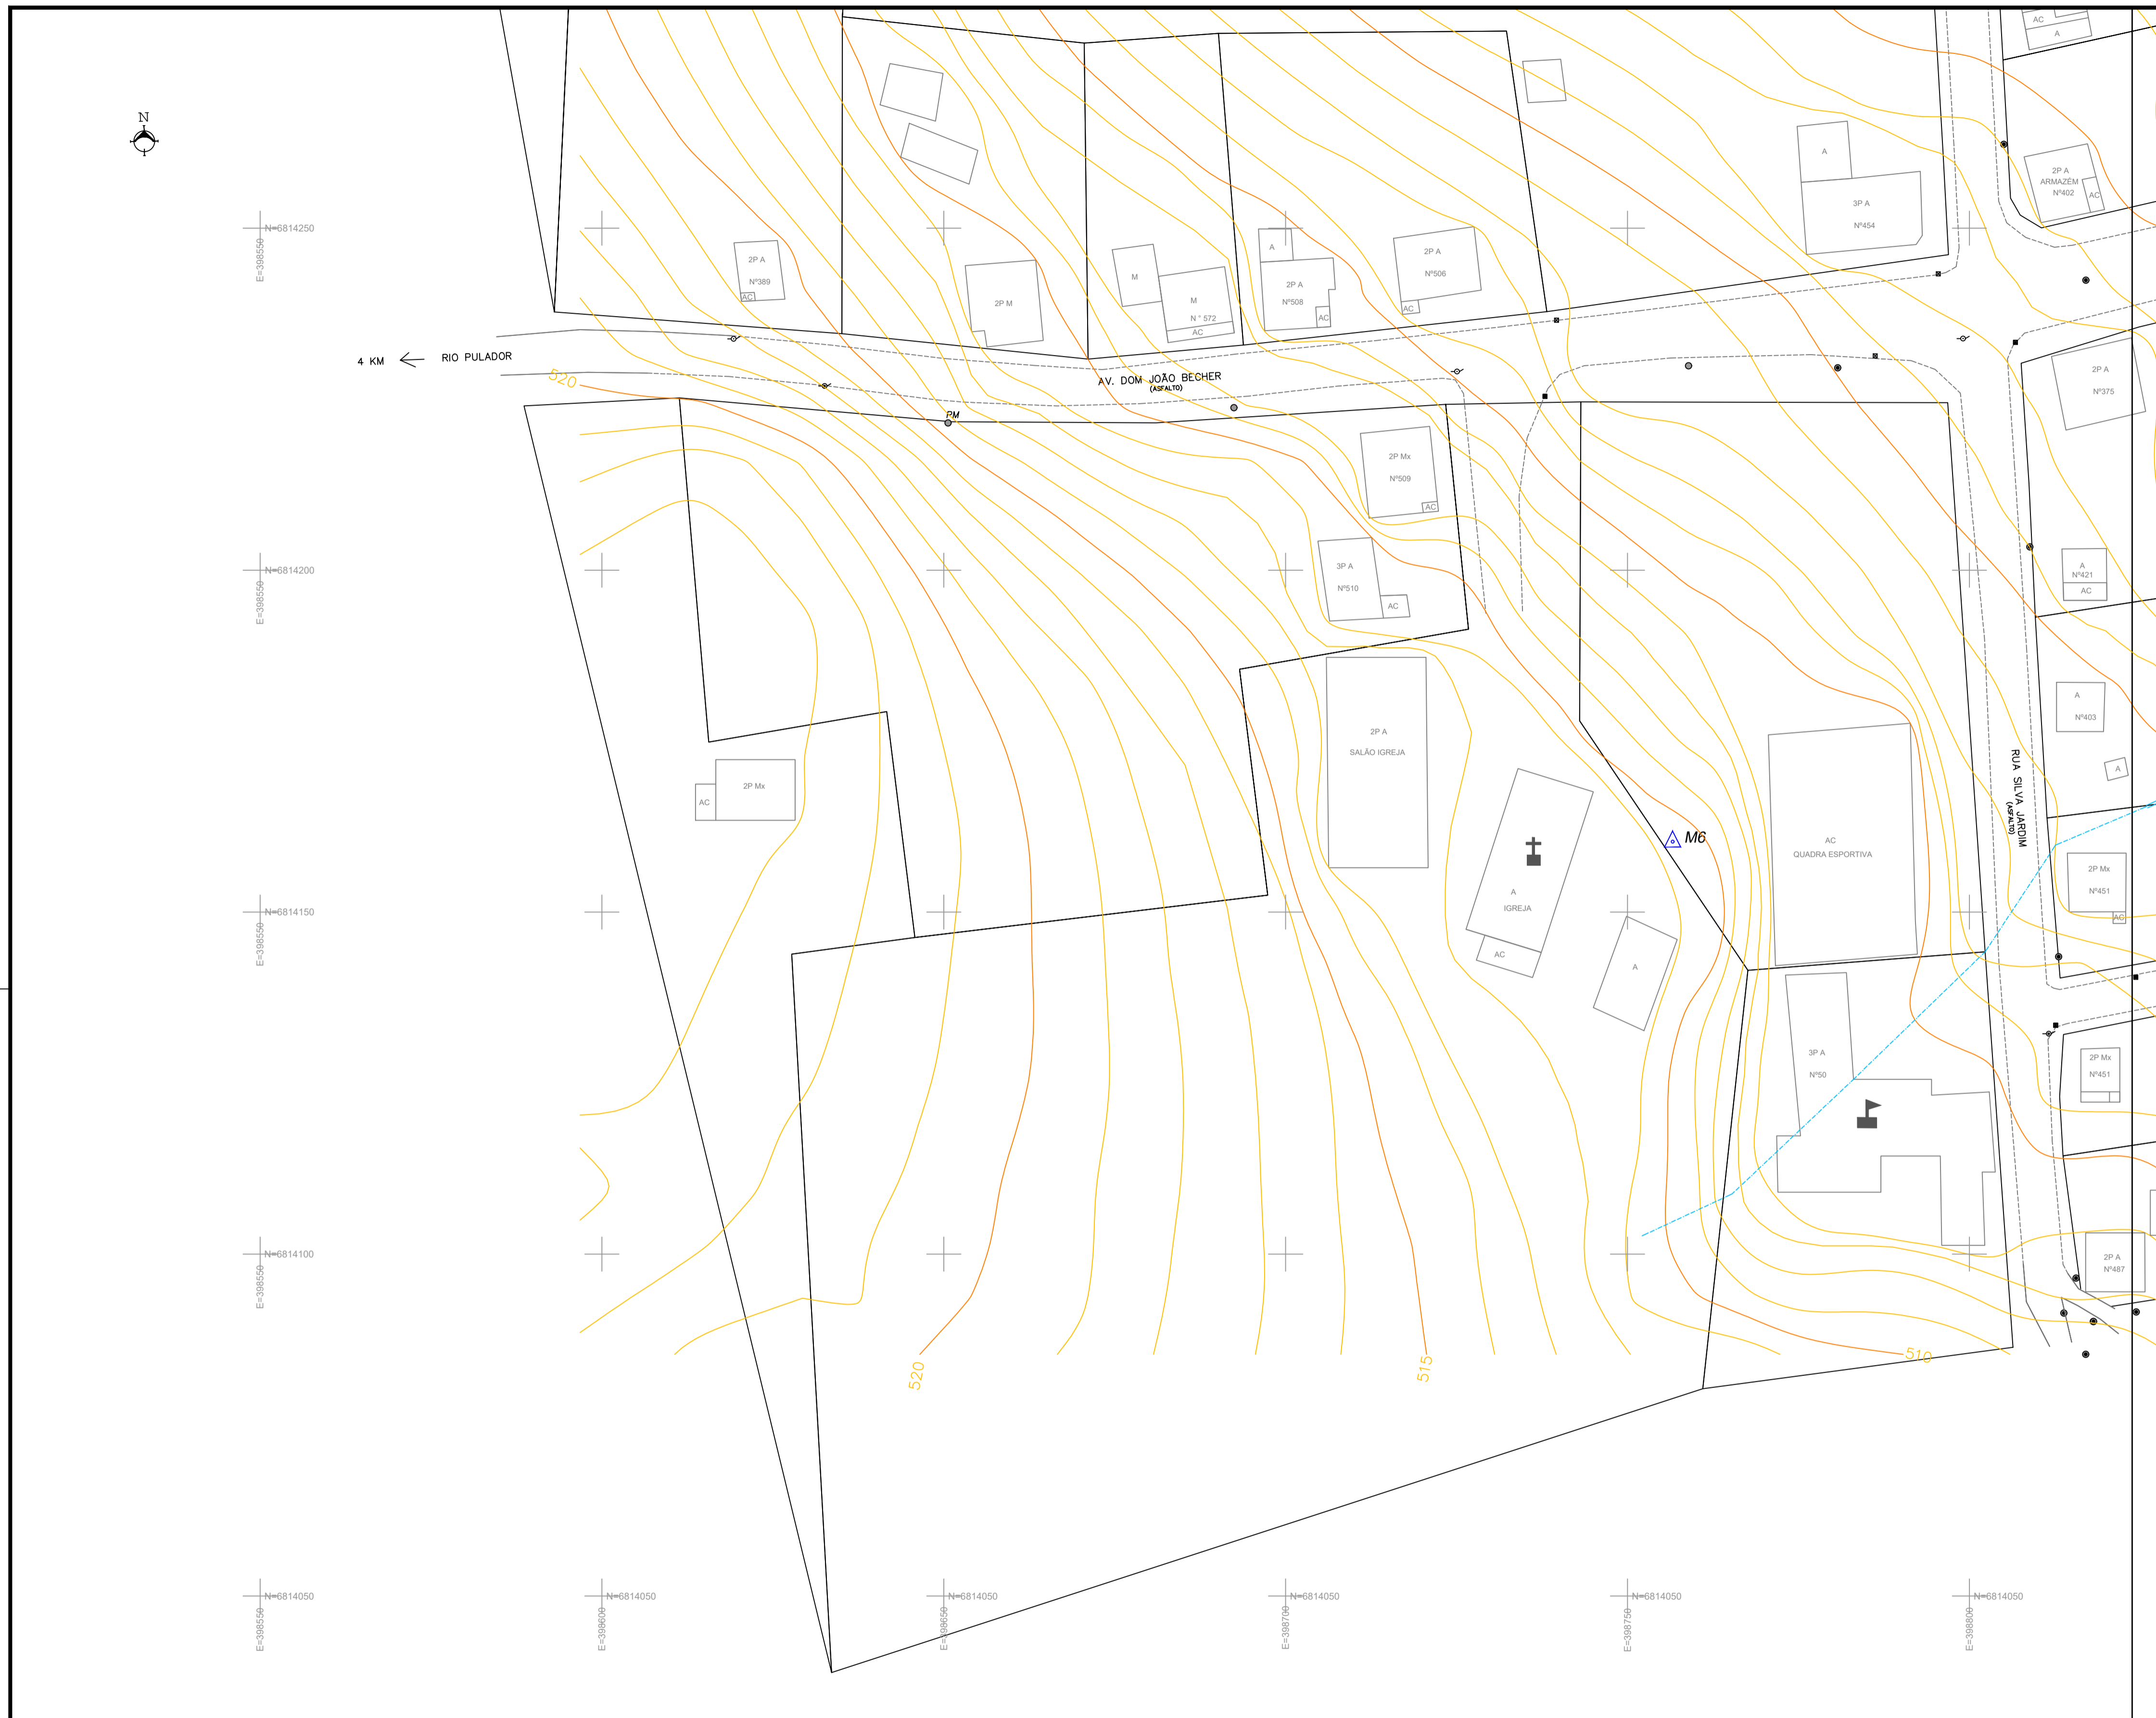 AC
A
N
2P A
ARMAZÉM
Nº402
AC
A
3P A
Nº454
N=6814250
E=398550
2P A
Nº389
AC
2P M
M
M
N ° 572
AC
A
2P A
Nº508
AC
2P A
Nº506
AC
4 KM
RIO PULADOR
520
AV. DOM JOÃO BECHER
(ASFALTO)
PM
2P A
Nº375
2P Mx
Nº509
AC
N=6814200
E=398550
3P A
Nº510
AC
A
Nº421
AC
A
Nº403
A
2P A
SALÃO IGREJA
RUA SILVA JARDIM
(ASFALTO)
2P Mx
AC
M6
AC
QUADRA ESPORTIVA
2P Mx
Nº451
AC
A
IGREJA
AC
A
N=6814150
E=398550
3P A
Nº50
2P Mx
Nº451
N=6814100
E=398550
2P A
Nº487
520
515
510
N=6814050
N=6814050
N=6814050
N=6814050
N=6814050
N=6814050
E=398550
E=398600
E=398650
E=398700
E=398750
E=398800